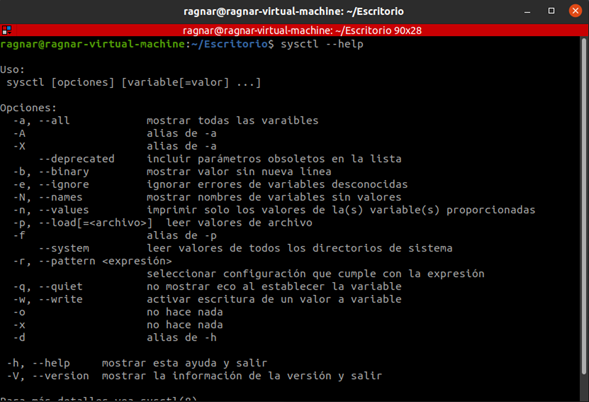 ragnar@ragnar-virtual-machine: ~/Escritorio
ragnar@ragnar-virtual-machine: ~/Escritorio 90x28
ragnar@ragnar-virtual-machine:~/Escritorio$ sysctl --help
Uso:
sysctl [opciones] [variable[=valor] ...]
Opciones:
-a, --all mostrar todas las varaibles
-A alias de -a
-X alias de -a
--deprecated incluir parámetros obsoletos en la lista
-b, --binary mostrar valor sin nueva línea
-e, --ignore ignorar errores de variables desconocidas
-N, --names mostrar nombres de variables sin valores
-n, --values imprimir solo los valores de la(s) variable(s) proporcionadas
-p, --load[=<archivo>] leer valores de archivo
-f alias de -p
--system leer valores de todos los directorios de sistema
-r, --pattern <expresión>
seleccionar configuración que cumple con la expresión
-q, --quiet no mostrar eco al establecer la variable
-w, --write activar escritura de un valor a variable
-o no hace nada
-x no hace nada
-d alias de -h
-h, --help mostrar esta ayuda y salir
-V, --version mostrar la información de la versión y salir
Para más detalles vea sysctl(8)